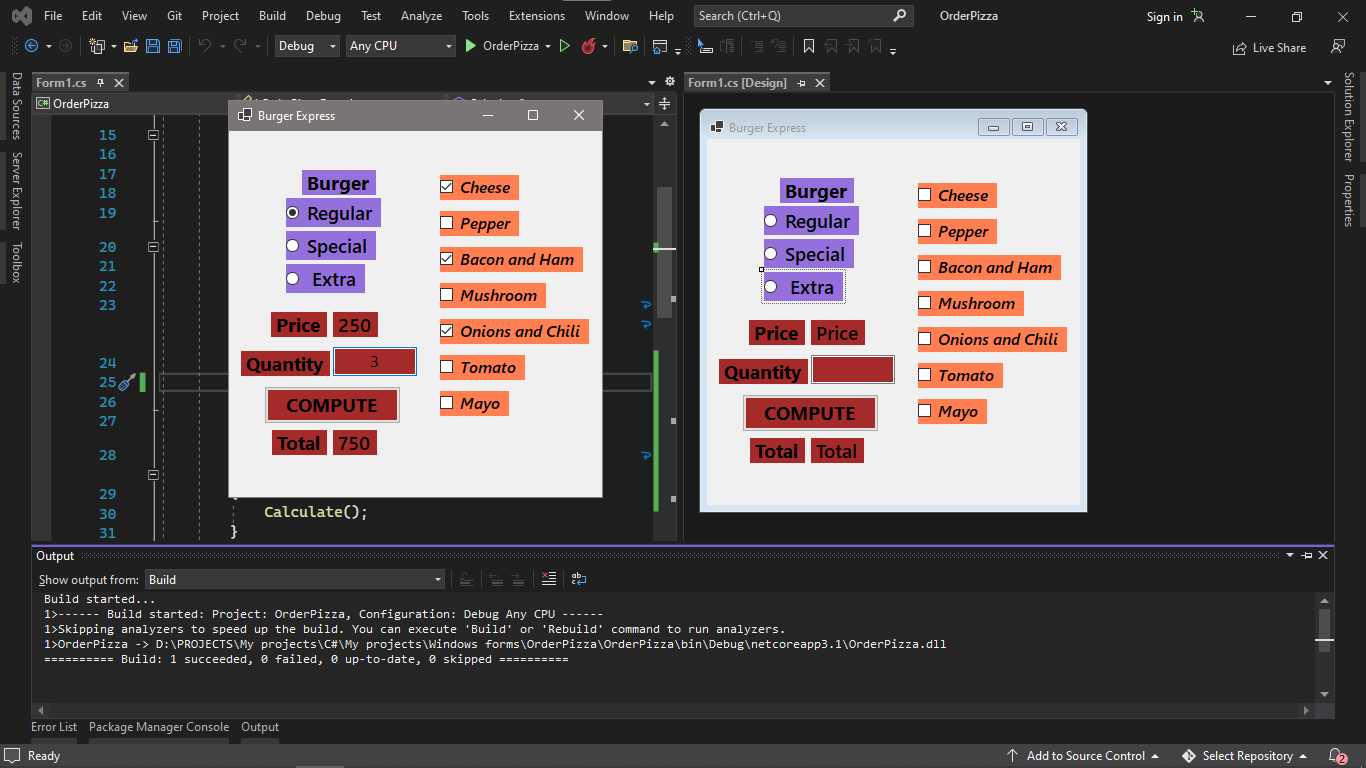 File Edit View Git Project Build Debug Test Analyze Tools Extensions Window Help Search (Ctrl+Q) OrderPizza Sign in
Debug Any CPU OrderPizza Live Share
Data Sources
Server Explorer
Toolbox
Form1.cs
OrderPizza
15
16
17
18
19
20
21
22
23
24
25
26
27
28
29
30
31
Calculate();
}
Burger Express
Burger
Regular
Special
Extra
Price 250
Quantity 3
COMPUTE
Total 750
Cheese
Pepper
Bacon and Ham
Mushroom
Onions and Chili
Tomato
Mayo
Form1.cs [Design]
Burger Express
Burger
Regular
Special
Extra
Price Price
Quantity
COMPUTE
Total Total
Cheese
Pepper
Bacon and Ham
Mushroom
Onions and Chili
Tomato
Mayo
Solution Explorer
Properties
Output
Show output from: Build
Build started...
1>------ Build started: Project: OrderPizza, Configuration: Debug Any CPU ------
1>Skipping analyzers to speed up the build. You can execute 'Build' or 'Rebuild' command to run analyzers.
1>OrderPizza -> D:\PROJECTS\My projects\C#\My projects\Windows forms\OrderPizza\OrderPizza\bin\Debug\netcoreapp3.1\OrderPizza.dll
========== Build: 1 succeeded, 0 failed, 0 up-to-date, 0 skipped ==========
Error List Package Manager Console Output
Ready Add to Source Control Select Repository 2